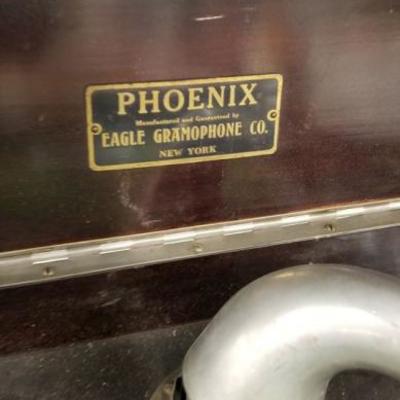 PHOENIX
Manufactured and Guaranteed by
EAGLE GRAMOPHONE CO.
NEW YORK